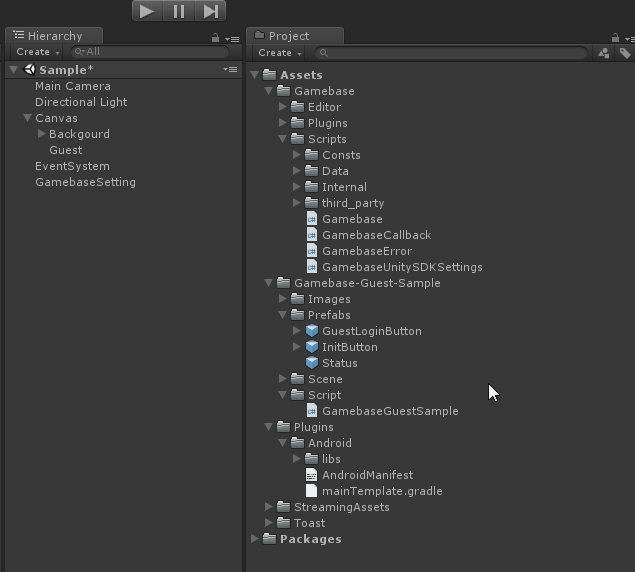 Hierarchy
Create
All
Sample*
Main Camera
Directional Light
Canvas
Backgourd
Guest
EventSystem
GamebaseSetting
Project
Create
Assets
Gamebase
Editor
Plugins
Scripts
Consts
Data
Internal
third_party
Gamebase
GamebaseCallback
GamebaseError
GamebaseUnitySDKSettings
Gamebase-Guest-Sample
Images
Prefabs
GuestLoginButton
InitButton
Status
Scene
Script
GamebaseGuestSample
Plugins
Android
libs
AndroidManifest
mainTemplate.gradle
StreamingAssets
Toast
Packages